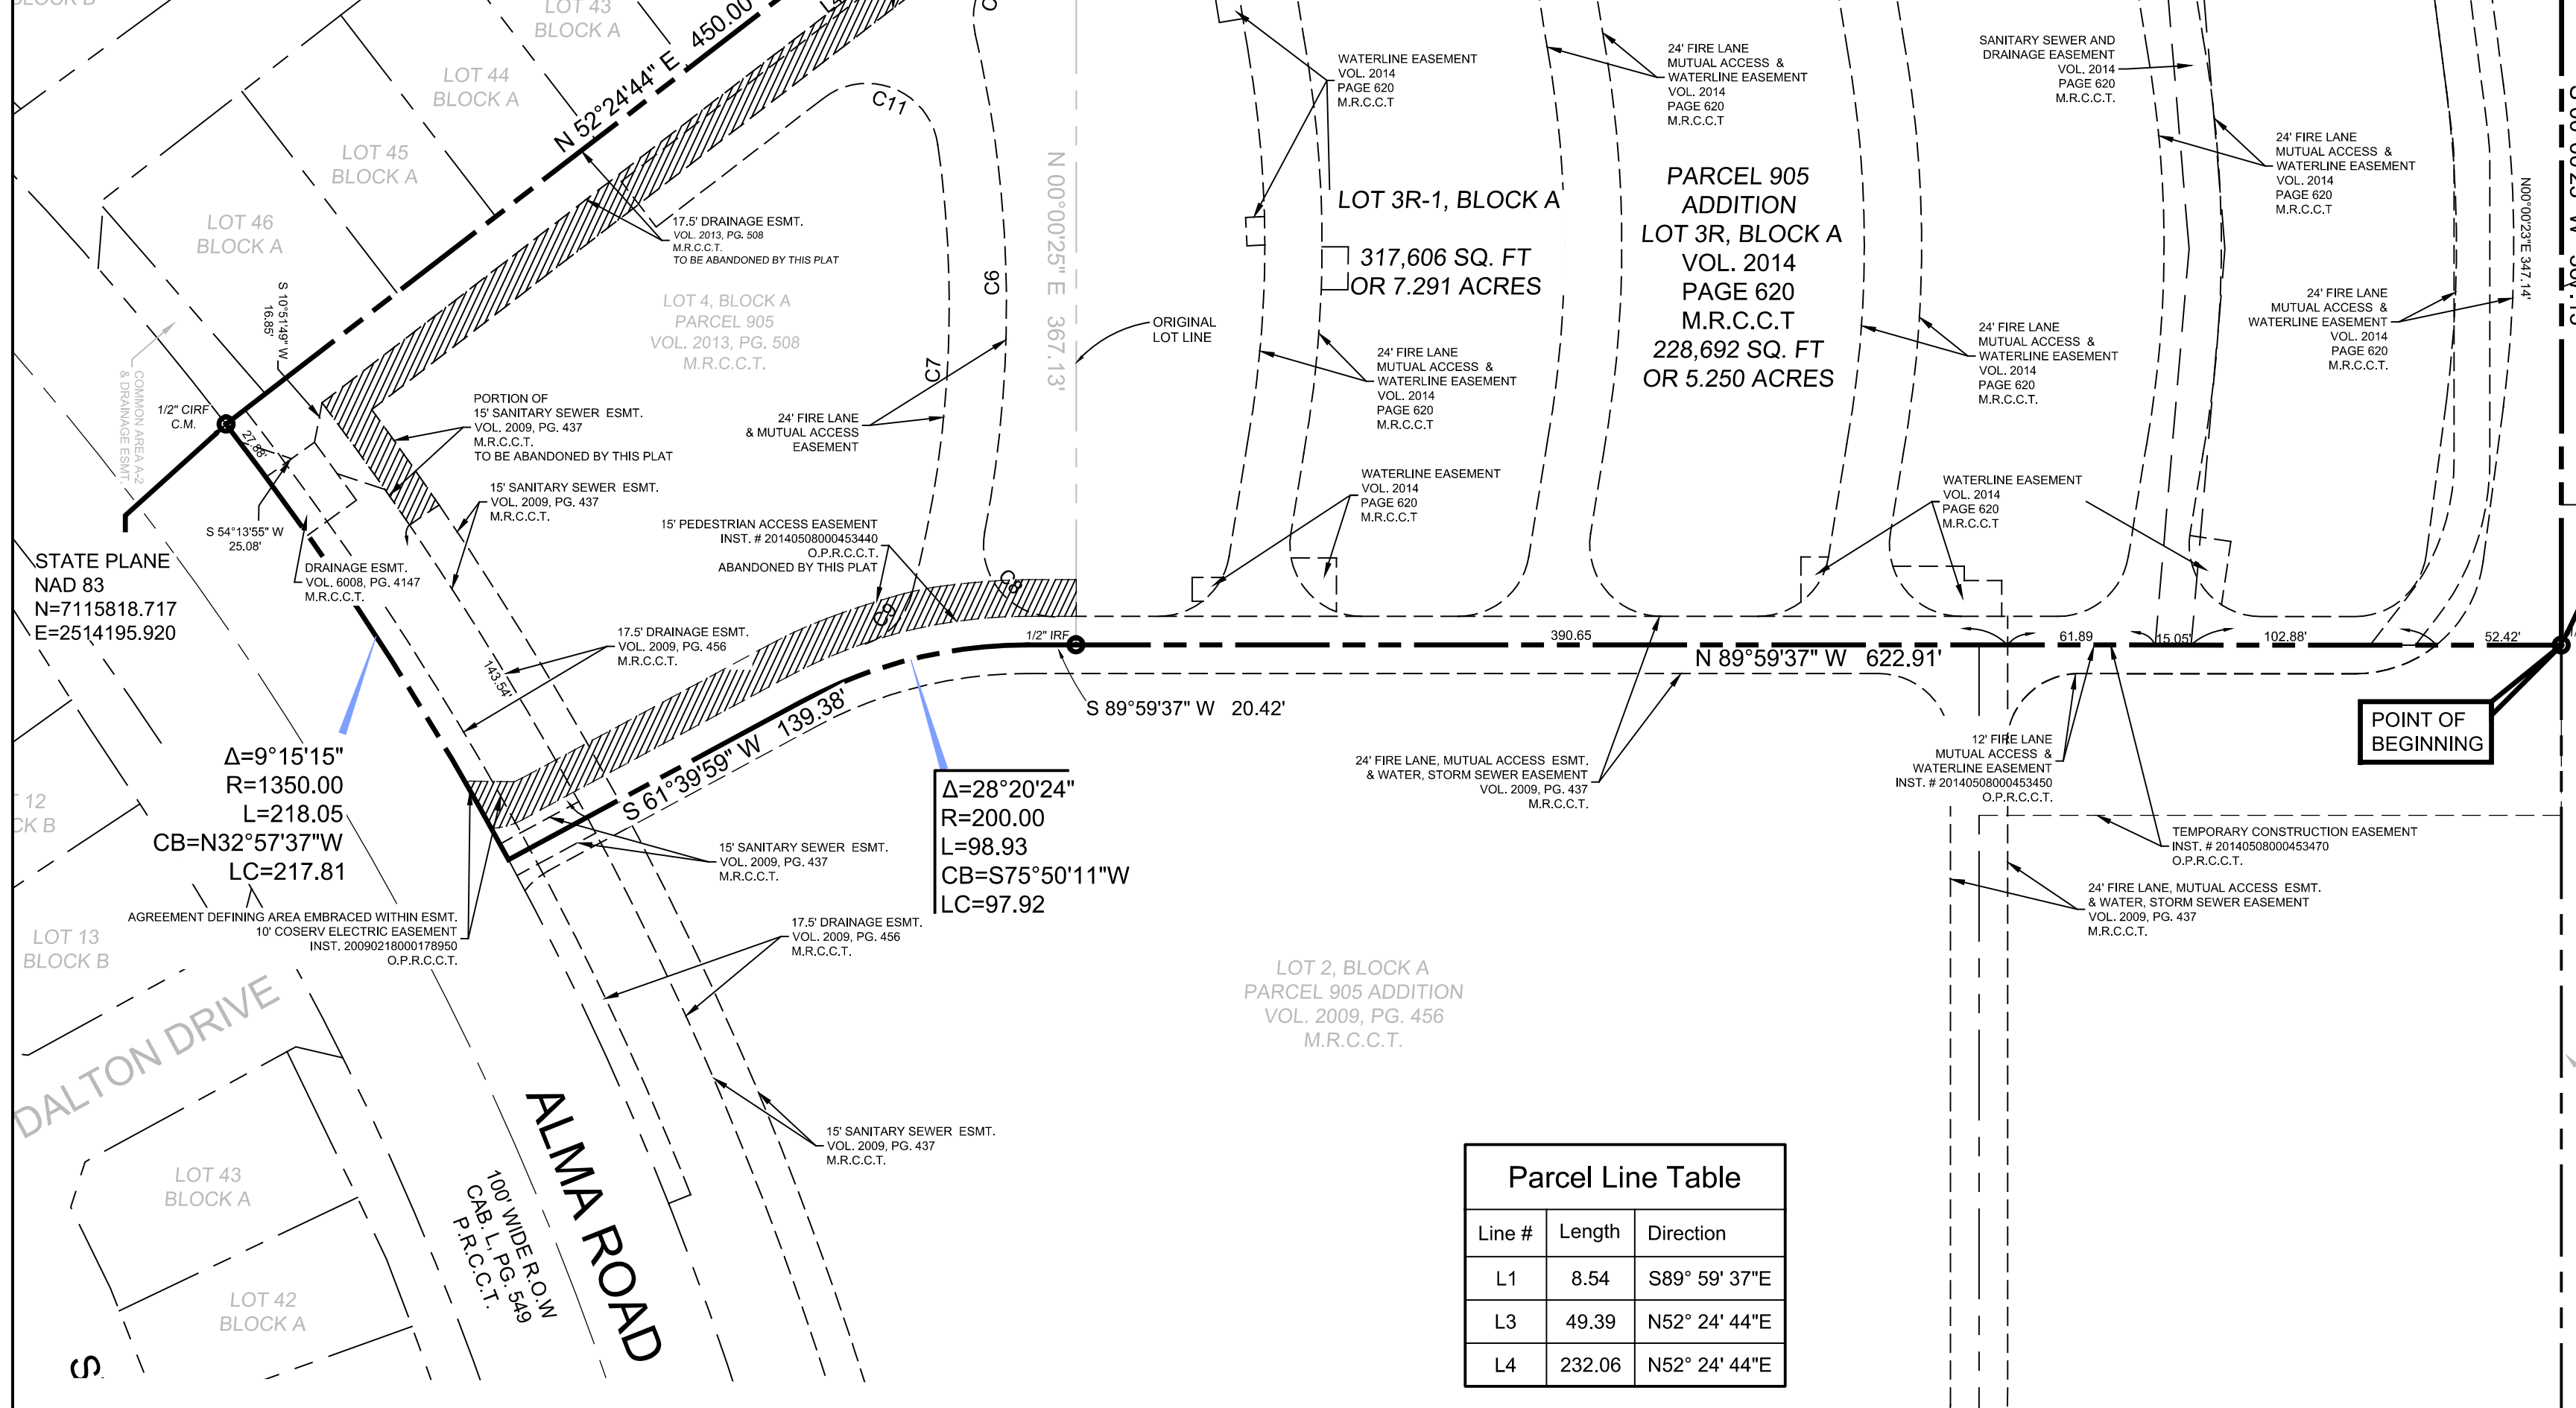 LOT 43
BLOCK A
N 52°24'44" E 450.00
LOT 44
BLOCK A
LOT 45
BLOCK A
LOT 46
BLOCK A
C11
17.5' DRAINAGE ESMT.
VOL. 2013, PG. 508
M.R.C.C.T.
TO BE ABANDONED BY THIS PLAT
LOT 4, BLOCK A
PARCEL 905
VOL. 2013, PG. 508
M.R.C.C.T.
C6
C7
N 00°00'25" E 367.13'
ORIGINAL
LOT LINE
WATERLINE EASEMENT
VOL. 2014
PAGE 620
M.R.C.C.T
24' FIRE LANE
MUTUAL ACCESS &
WATERLINE EASEMENT
VOL. 2014
PAGE 620
M.R.C.C.T
SANITARY SEWER AND
DRAINAGE EASEMENT
VOL. 2014
PAGE 620
M.R.C.C.T.
24' FIRE LANE
MUTUAL ACCESS &
WATERLINE EASEMENT
VOL. 2014
PAGE 620
M.R.C.C.T
LOT 3R-1, BLOCK A
317,606 SQ. FT
OR 7.291 ACRES
PARCEL 905
ADDITION
LOT 3R, BLOCK A
VOL. 2014
PAGE 620
M.R.C.C.T
228,692 SQ. FT
OR 5.250 ACRES
N00°00'23"E 347.14'
24' FIRE LANE
MUTUAL ACCESS &
WATERLINE EASEMENT
VOL. 2014
PAGE 620
M.R.C.C.T.
24' FIRE LANE
MUTUAL ACCESS &
WATERLINE EASEMENT
VOL. 2014
PAGE 620
M.R.C.C.T.
24' FIRE LANE
MUTUAL ACCESS &
WATERLINE EASEMENT
VOL. 2014
PAGE 620
M.R.C.C.T
S 10°51'49" W
16.85'
COMMON AREA A-2
& DRAINAGE ESMT.
1/2" CIRF
C.M.
27.88'
PORTION OF
15' SANITARY SEWER ESMT.
VOL. 2009, PG. 437
M.R.C.C.T.
TO BE ABANDONED BY THIS PLAT
24' FIRE LANE
& MUTUAL ACCESS
EASEMENT
15' SANITARY SEWER ESMT.
VOL. 2009, PG. 437
M.R.C.C.T.
15' PEDESTRIAN ACCESS EASEMENT
INST. # 20140508000453440
O.P.R.C.C.T.
ABANDONED BY THIS PLAT
WATERLINE EASEMENT
VOL. 2014
PAGE 620
M.R.C.C.T
WATERLINE EASEMENT
VOL. 2014
PAGE 620
M.R.C.C.T
S 54°13'55" W
25.08'
STATE PLANE
NAD 83
N=7115818.717
E=2514195.920
DRAINAGE ESMT.
VOL. 6008, PG. 4147
M.R.C.C.T.
C8
C9
17.5' DRAINAGE ESMT.
VOL. 2009, PG. 456
M.R.C.C.T.
143.54'
1/2" IRF
390.65
61.89
15.05'
102.88'
52.42'
N 89°59'37" W 622.91'
S 89°59'37" W 20.42'
S 61°39'59" W 139.38'
POINT OF
BEGINNING
Δ=9°15'15"
R=1350.00
L=218.05
CB=N32°57'37"W
LC=217.81
Δ=28°20'24"
R=200.00
L=98.93
CB=S75°50'11"W
LC=97.92
24' FIRE LANE, MUTUAL ACCESS ESMT.
& WATER, STORM SEWER EASEMENT
VOL. 2009, PG. 437
M.R.C.C.T.
12' FIRE LANE
MUTUAL ACCESS &
WATERLINE EASEMENT
INST. # 20140508000453450
O.P.R.C.C.T.
TEMPORARY CONSTRUCTION EASEMENT
INST. # 20140508000453470
O.P.R.C.C.T.
24' FIRE LANE, MUTUAL ACCESS ESMT.
& WATER, STORM SEWER EASEMENT
VOL. 2009, PG. 437
M.R.C.C.T.
15' SANITARY SEWER ESMT.
VOL. 2009, PG. 437
M.R.C.C.T.
AGREEMENT DEFINING AREA EMBRACED WITHIN ESMT.
10' COSERV ELECTRIC EASEMENT
INST. 20090218000178950
O.P.R.C.C.T.
17.5' DRAINAGE ESMT.
VOL. 2009, PG. 456
M.R.C.C.T.
12
CK B
LOT 13
BLOCK B
DALTON DRIVE
LOT 2, BLOCK A
PARCEL 905 ADDITION
VOL. 2009, PG. 456
M.R.C.C.T.
15' SANITARY SEWER ESMT.
VOL. 2009, PG. 437
M.R.C.C.T.
ALMA ROAD
100' WIDE R.O.W
CAB. L, PG. 549
P.R.C.C.T.
LOT 43
BLOCK A
LOT 42
BLOCK A
S
Parcel Line Table
Line # Length Direction
L1 8.54 S89° 59' 37"E
L3 49.39 N52° 24' 44"E
L4 232.06 N52° 24' 44"E